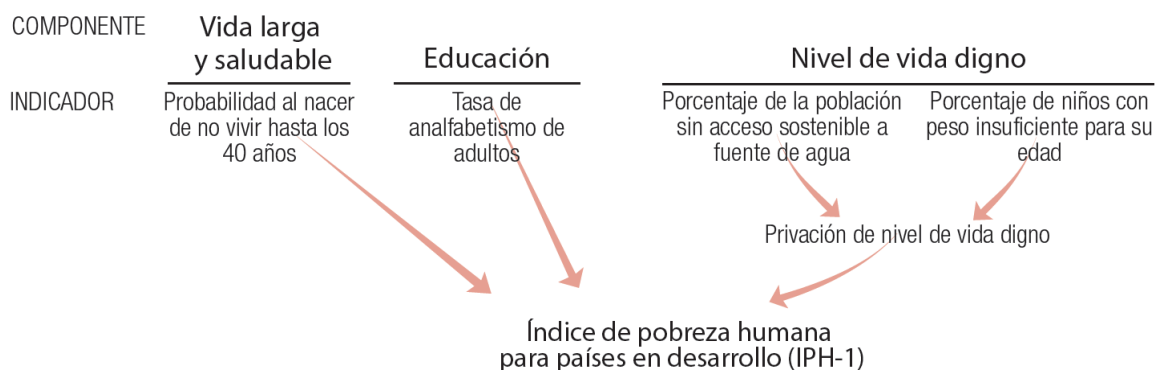 COMPONENTE
Vida larga
y saludable
Educación
Nivel de vida digno
INDICADOR
Probabilidad al nacer
de no vivir hasta los
40 años
Tasa de
analfabetismo de
adultos
Porcentaje de la población
sin acceso sostenible a
fuente de agua
Porcentaje de niños con
peso insuficiente para su
edad
Privación de nivel de vida digno
Índice de pobreza humana
para países en desarrollo (IPH-1)